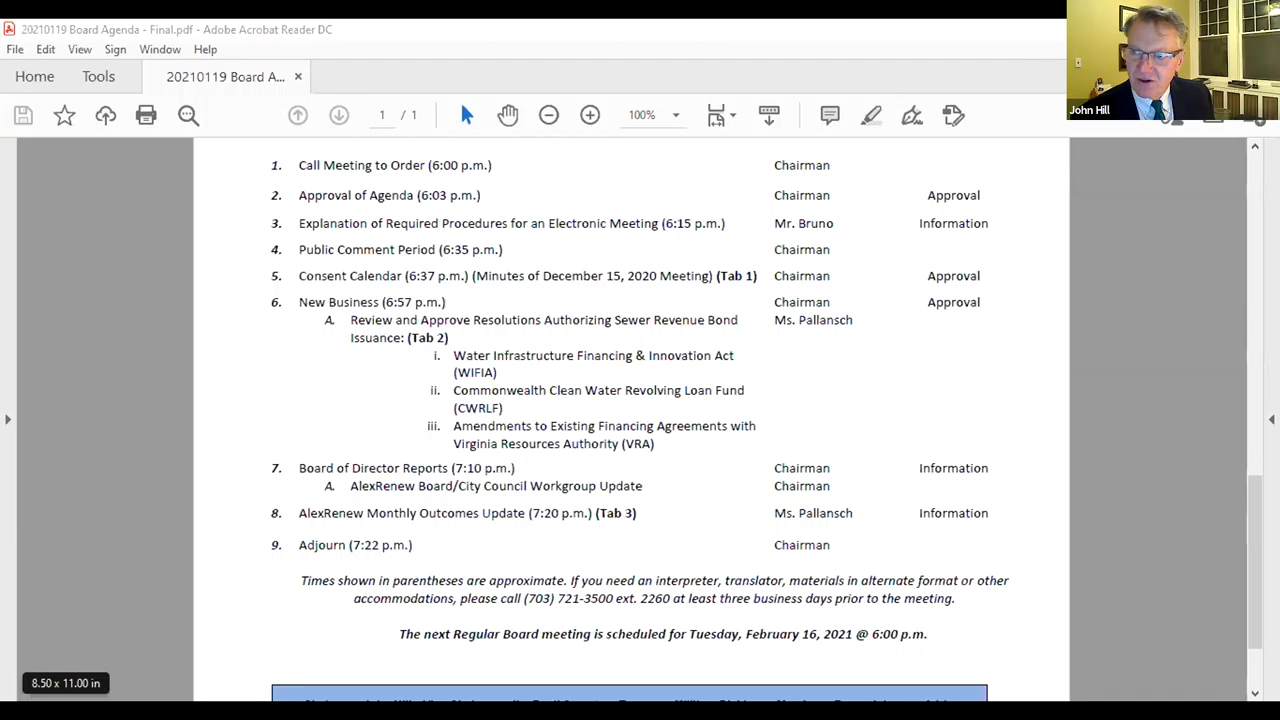 20210119 Board Agenda - Final.pdf - Adobe Acrobat Reader DC
File Edit View Sign Window Help
Home Tools 20210119 Board A... ×
1 / 1 100%
John Hill
1. Call Meeting to Order (6:00 p.m.) Chairman
2. Approval of Agenda (6:03 p.m.) Chairman Approval
3. Explanation of Required Procedures for an Electronic Meeting (6:15 p.m.) Mr. Bruno Information
4. Public Comment Period (6:35 p.m.) Chairman
5. Consent Calendar (6:37 p.m.) (Minutes of December 15, 2020 Meeting) (Tab 1) Chairman Approval
6. New Business (6:57 p.m.) Chairman Approval
A. Review and Approve Resolutions Authorizing Sewer Revenue Bond Ms. Pallansch
Issuance: (Tab 2)
i. Water Infrastructure Financing & Innovation Act
(WIFIA)
ii. Commonwealth Clean Water Revolving Loan Fund
(CWRLF)
iii. Amendments to Existing Financing Agreements with
Virginia Resources Authority (VRA)
7. Board of Director Reports (7:10 p.m.) Chairman Information
A. AlexRenew Board/City Council Workgroup Update Chairman
8. AlexRenew Monthly Outcomes Update (7:20 p.m.) (Tab 3) Ms. Pallansch Information
9. Adjourn (7:22 p.m.) Chairman
Times shown in parentheses are approximate. If you need an interpreter, translator, materials in alternate format or other
accommodations, please call (703) 721-3500 ext. 2260 at least three business days prior to the meeting.
The next Regular Board meeting is scheduled for Tuesday, February 16, 2021 @ 6:00 p.m.
8.50 x 11.00 in